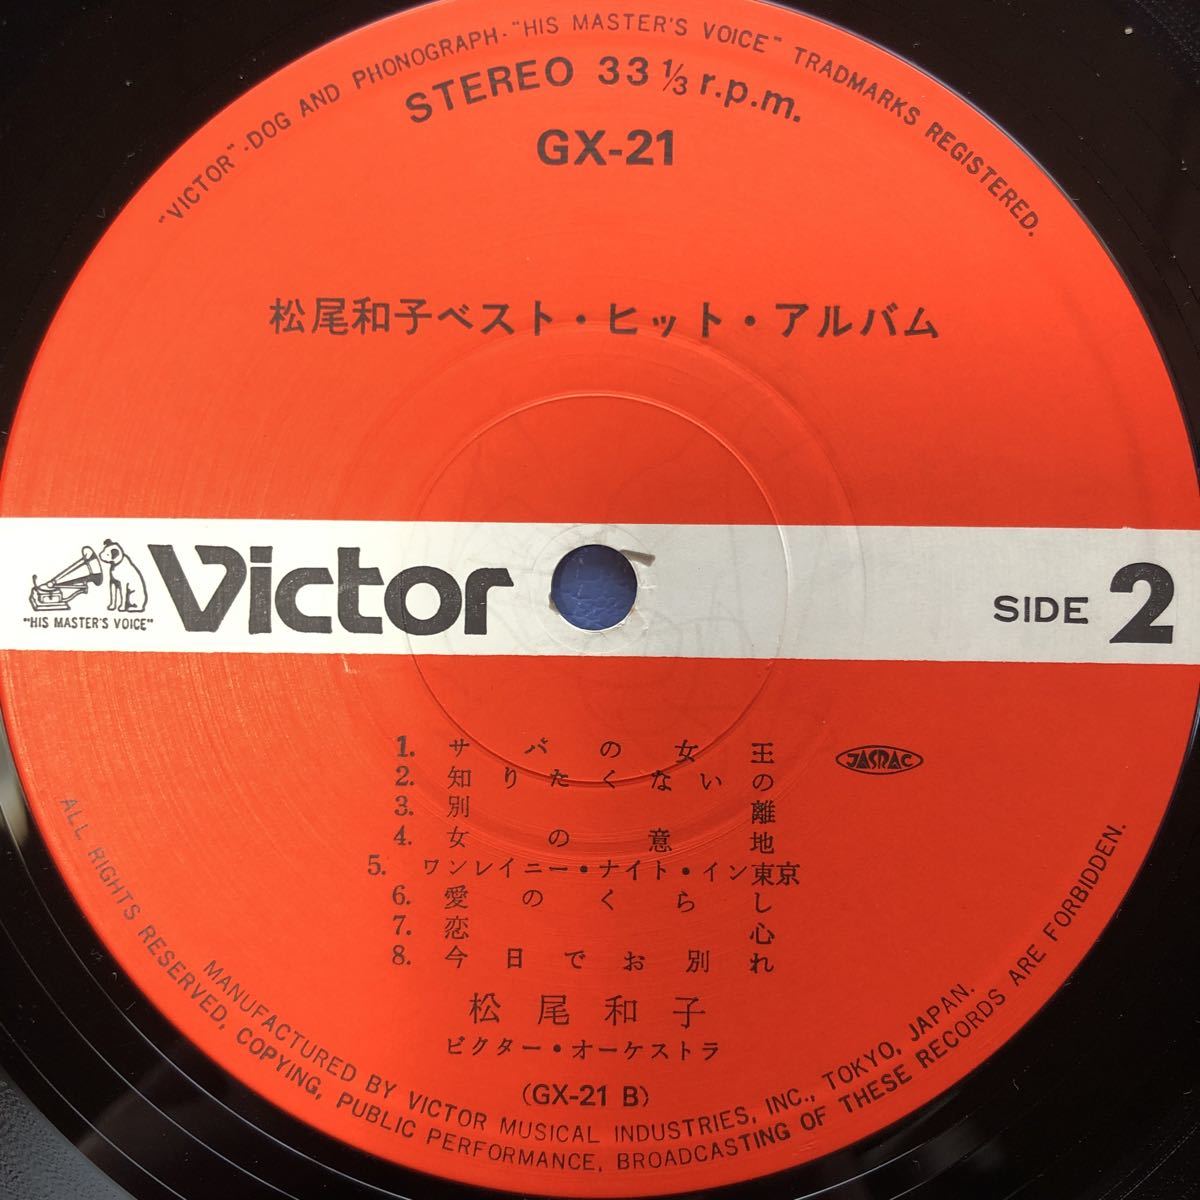 "VICTOR"-DOG AND PHONOGRAPH-"HIS MASTER'S VOICE" TRADMARKS REGISTERED.
STEREO 33 ⅓ r.p.m.
GX-21
松尾和子ベスト・ヒット・アルバム
"HIS MASTER'S VOICE"
Victor
SIDE 2
1. サバの女王
2. 知りたくないの
3. 別離
4. 女の意地
5. ワンレイニー・ナイト・イン東京
6. 愛のくらし
7. 恋心
8. 今日でお別れ
JASRAC
松尾和子
ビクター・オーケストラ
(GX-21 B)
MANUFACTURED BY VICTOR MUSICAL INDUSTRIES, INC., TOKYO, JAPAN.
ALL RIGHTS RESERVED, COPYING, PUBLIC PERFORMANCE, BROADCASTING OF THESE RECORDS ARE FORBIDDEN.